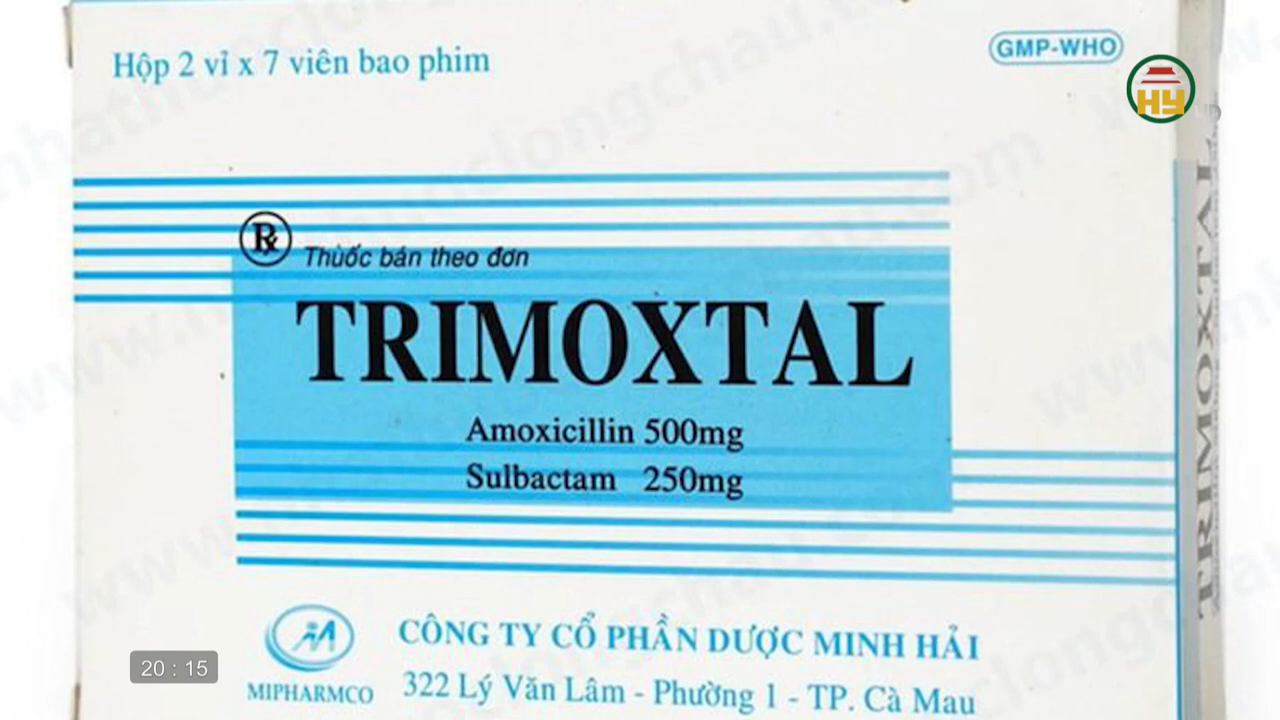 Hộp 2 vỉ x 7 viên bao phim
GMP-WHO
HY
Rx
Thuốc bán theo đơn
TRIMOXTAL
Amoxicillin 500mg
Sulbactam 250mg
CÔNG TY CỔ PHẦN DƯỢC MINH HẢI
MIPHARMCO
322 Lý Văn Lâm - Phường 1 - TP. Cà Mau
20 : 15
TRIMOXTAL